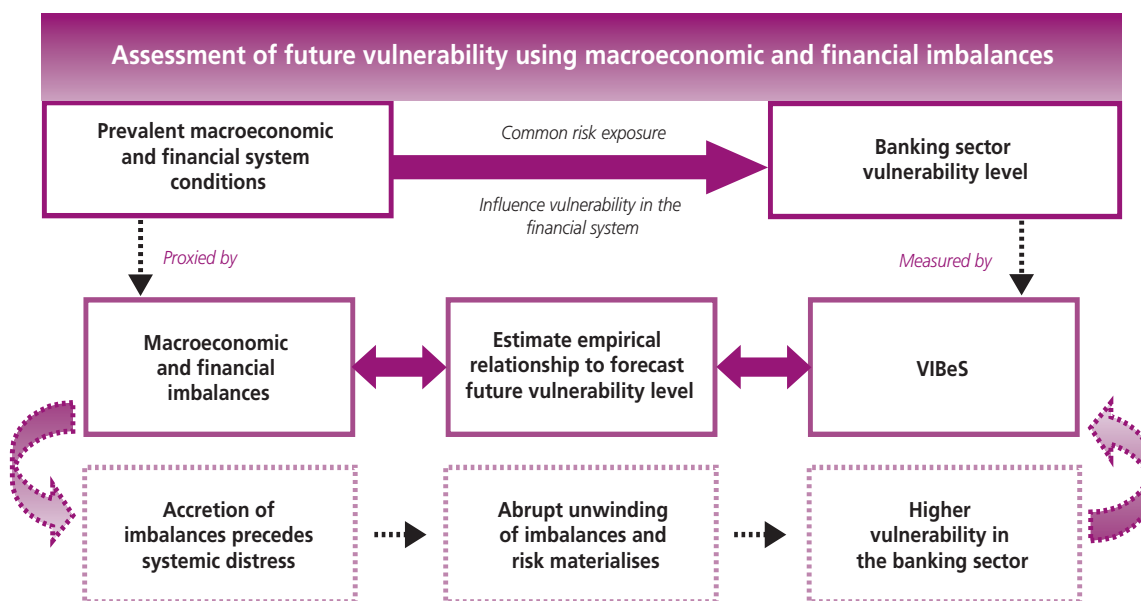 Assessment of future vulnerability using macroeconomic and financial imbalances
Prevalent macroeconomic
and financial system
conditions
Common risk exposure
Influence vulnerability in the
financial system
Banking sector
vulnerability level
Proxied by
Measured by
Macroeconomic
and financial
imbalances
Estimate empirical
relationship to forecast
future vulnerability level
VIBeS
Accretion of
imbalances precedes
systemic distress
Abrupt unwinding
of imbalances and
risk materialises
Higher
vulnerability in
the banking sector